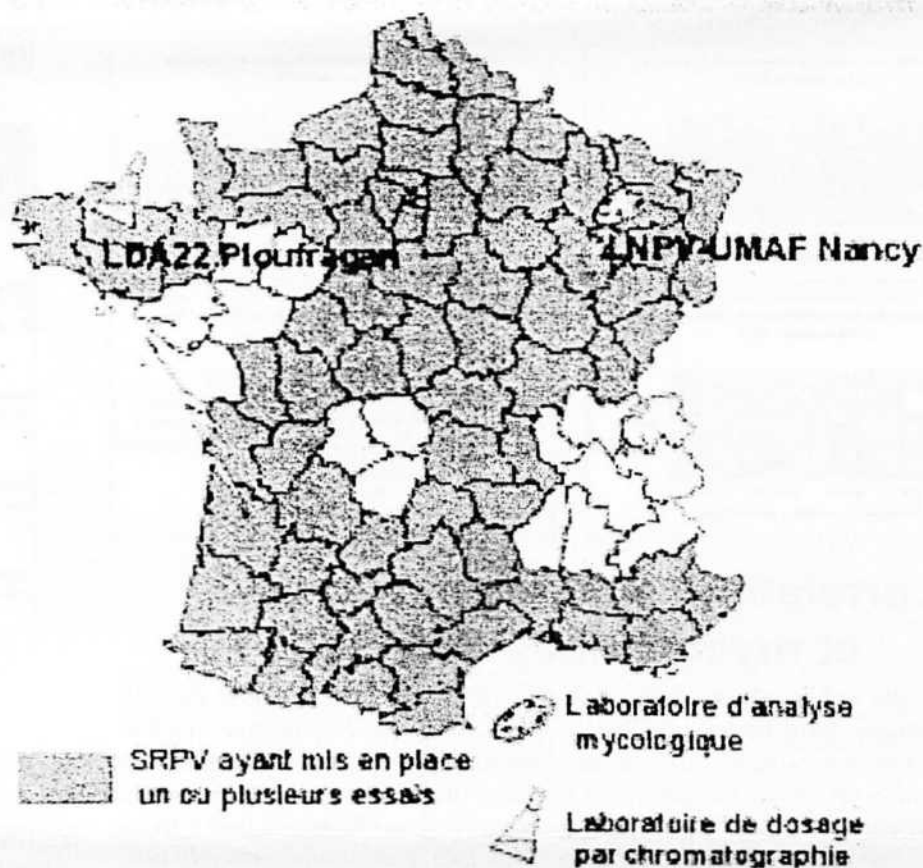 LDA22 Ploufragan
LNPV-UMAF Nancy
Laboratoire d'analyse
mycologique
SRPV ayant mis en place
un ou plusieurs essais
Laboratoire de dosage
par chromatographie